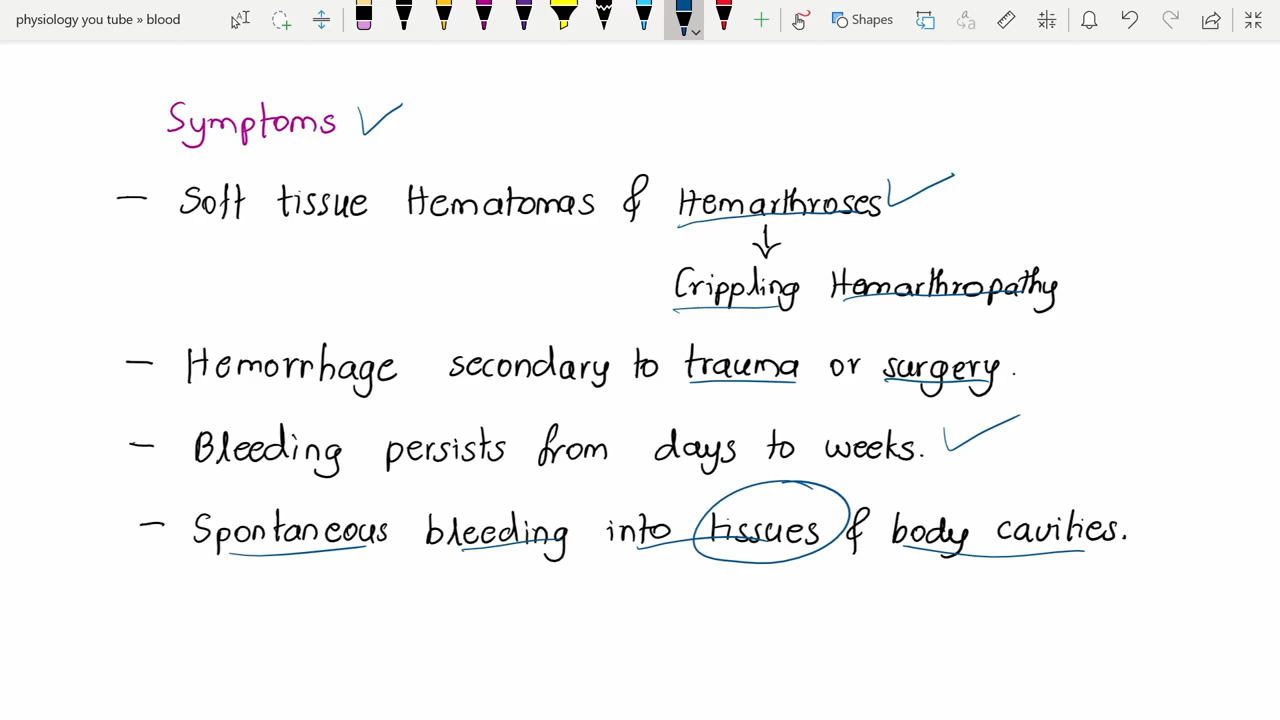 physiology you tube » blood
Shapes
Symptoms
– Soft tissue Hematomas & Hemarthroses
↓
Crippling Hemarthropathy
– Hemorrhage secondary to trauma or surgery.
– Bleeding persists from days to weeks.
– Spontaneous bleeding into tissues & body cavities.